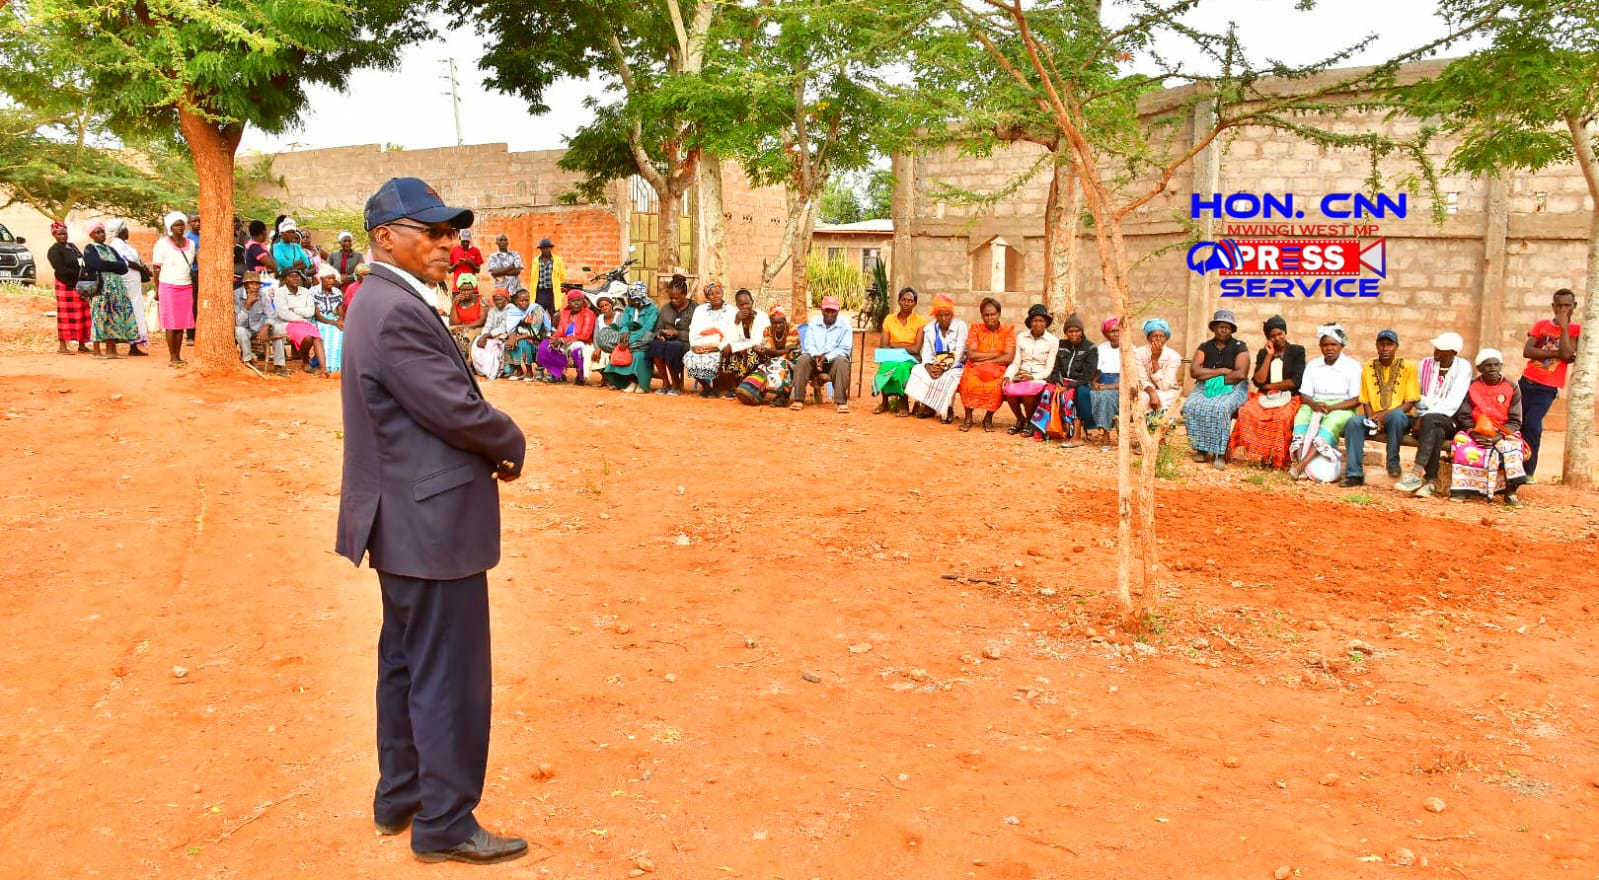 HON. CNN
MWINGI WEST MP
PRESS
SERVICE